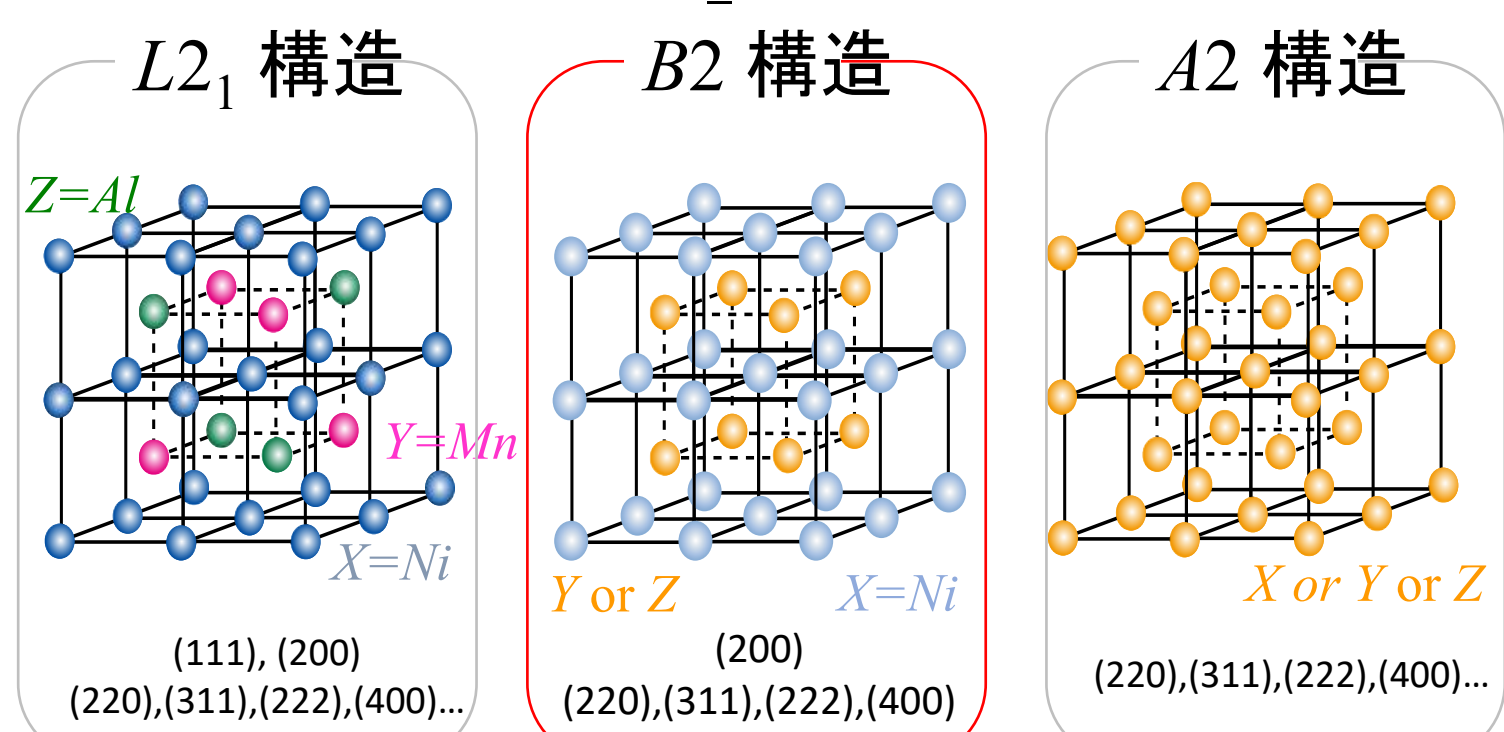 L2₁ 構造
Z=Al
Y=Mn
X=Ni
(111), (200)
(220),(311),(222),(400)…
B2 構造
Y or Z
X=Ni
(200)
(220),(311),(222),(400)
A2 構造
X or Y or Z
(220),(311),(222),(400)…